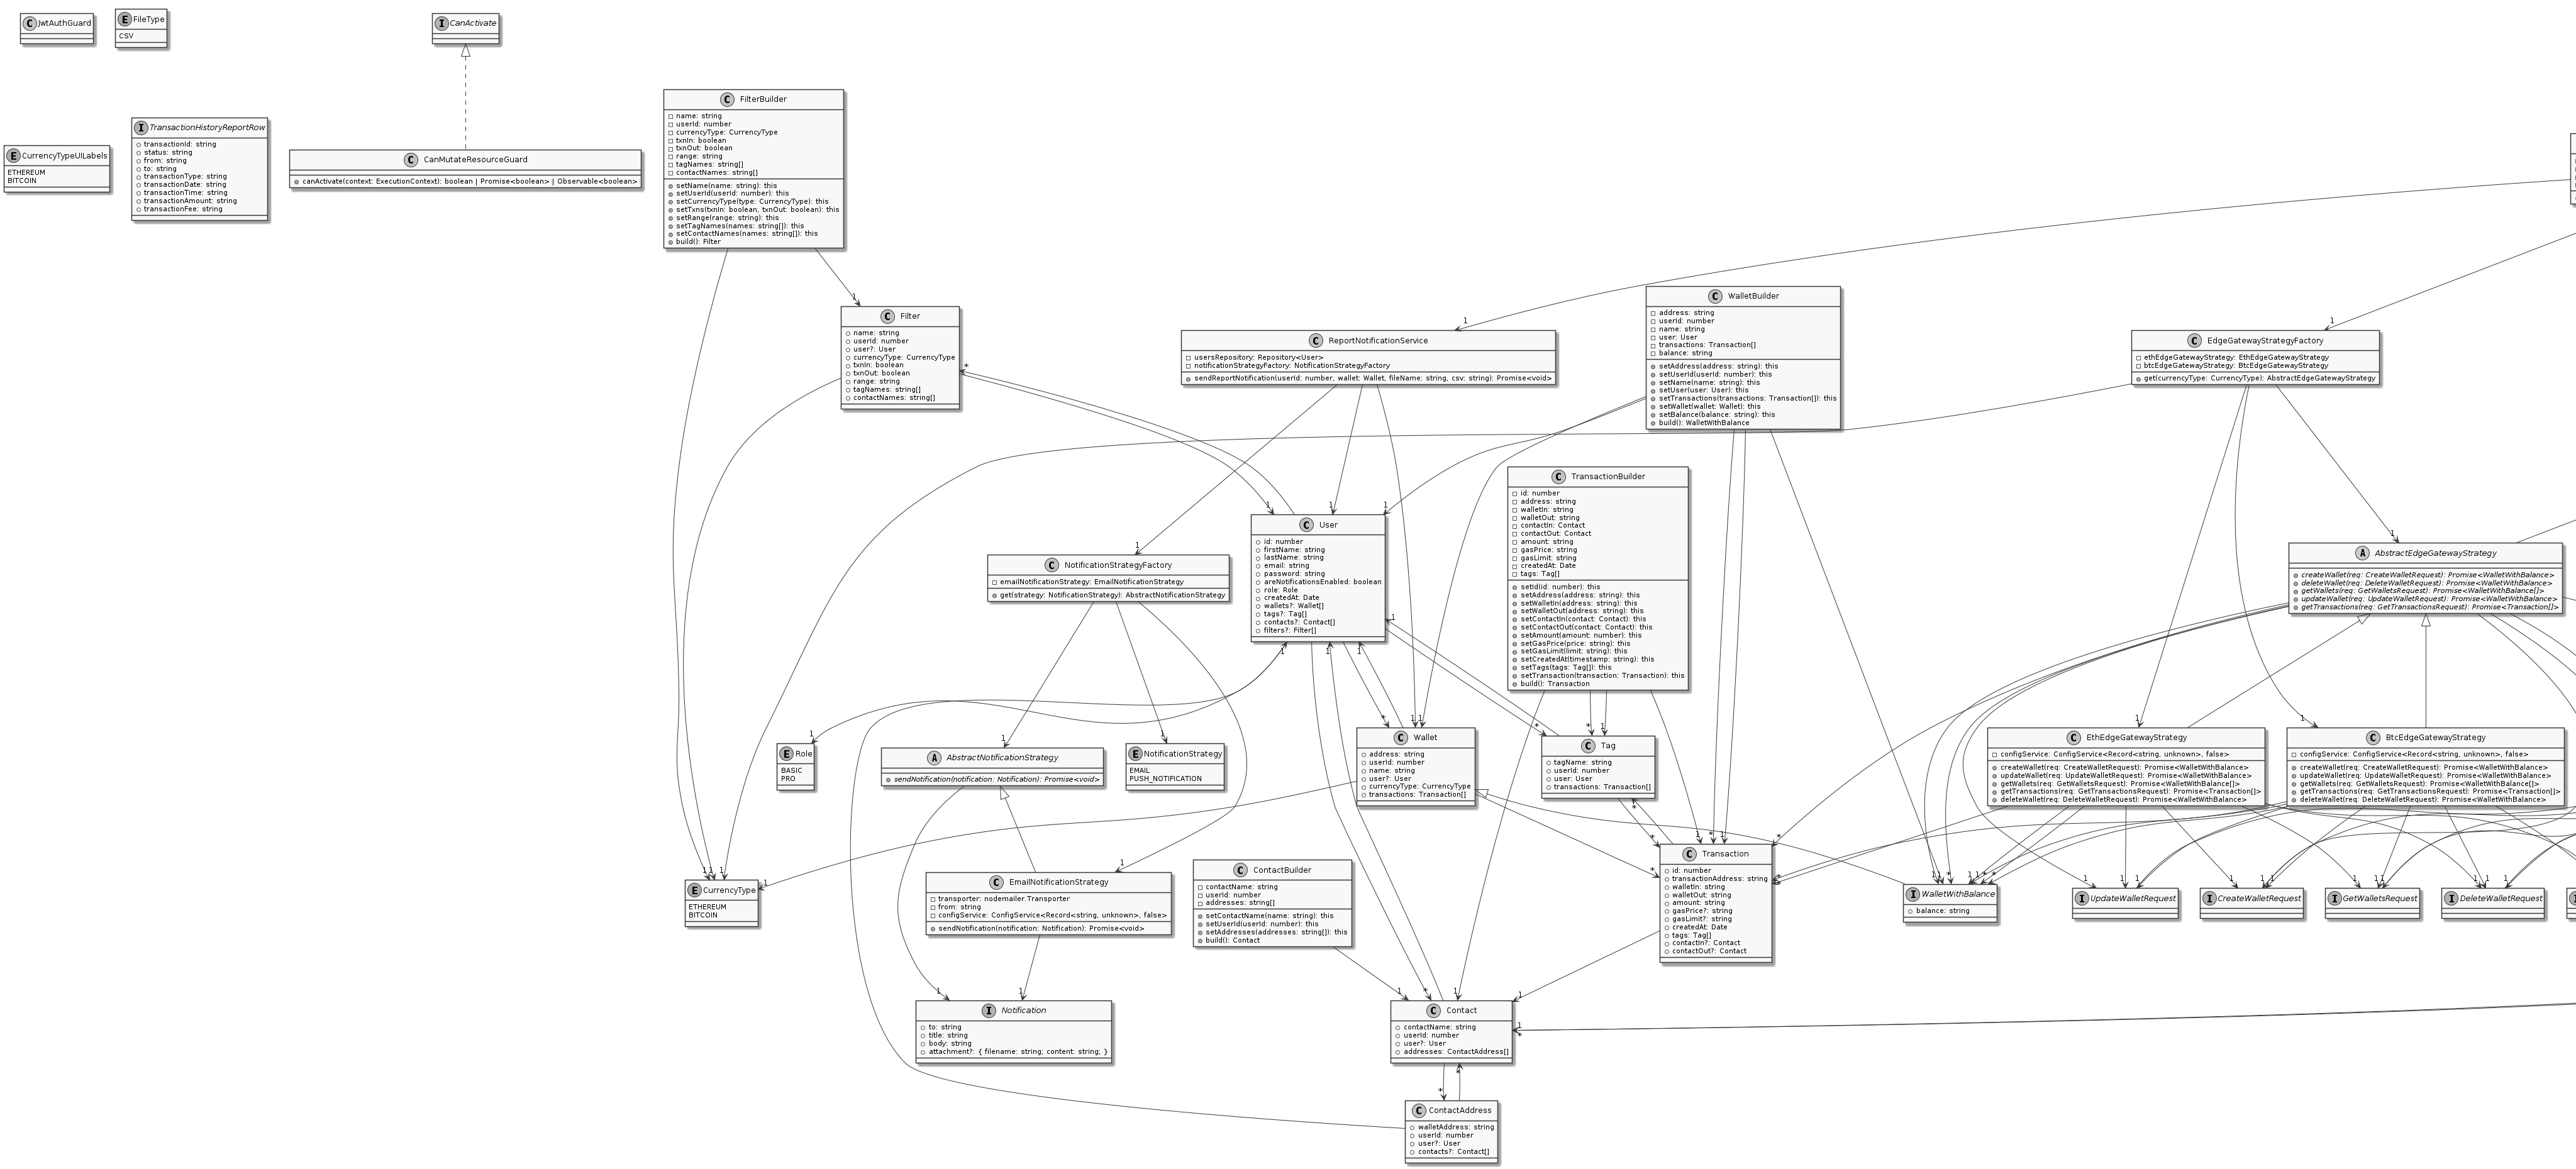 C JwtAuthGuard
E FileType
CSV
I CanActivate
E CurrencyTypeUILabels
ETHEREUM
BITCOIN
I TransactionHistoryReportRow
transactionId: string
status: string
from: string
to: string
transactionType: string
transactionDate: string
transactionTime: string
transactionAmount: string
transactionFee: string
C CanMutateResourceGuard
canActivate(context: ExecutionContext): boolean | Promise<boolean> | Observable<boolean>
C FilterBuilder
name: string
userId: number
currencyType: CurrencyType
txnIn: boolean
txnOut: boolean
range: string
tagNames: string[]
contactNames: string[]
setName(name: string): this
setUserId(userId: number): this
setCurrencyType(type: CurrencyType): this
setTxns(txnIn: boolean, txnOut: boolean): this
setRange(range: string): this
setTagNames(names: string[]): this
setContactNames(names: string[]): this
build(): Filter
C Filter
name: string
userId: number
user?: User
currencyType: CurrencyType
txnIn: boolean
txnOut: boolean
range: string
tagNames: string[]
contactNames: string[]
C ReportNotificationService
usersRepository: Repository<User>
notificationStrategyFactory: NotificationStrategyFactory
sendReportNotification(userId: number, wallet: Wallet, fileName: string, csv: string): Promise<void>
C WalletBuilder
address: string
userId: number
name: string
user: User
transactions: Transaction[]
balance: string
setAddress(address: string): this
setUserId(userId: number): this
setName(name: string): this
setUser(user: User): this
setTransactions(transactions: Transaction[]): this
setWallet(wallet: Wallet): this
setBalance(balance: string): this
build(): WalletWithBalance
C EdgeGatewayStrategyFactory
ethEdgeGatewayStrategy: EthEdgeGatewayStrategy
btcEdgeGatewayStrategy: BtcEdgeGatewayStrategy
get(currencyType: CurrencyType): AbstractEdgeGatewayStrategy
C TransactionBuilder
id: number
address: string
walletIn: string
walletOut: string
contactIn: Contact
contactOut: Contact
amount: string
gasPrice: string
gasLimit: string
createdAt: Date
tags: Tag[]
setId(id: number): this
setAddress(address: string): this
setWalletIn(address: string): this
setWalletOut(address: string): this
setContactIn(contact: Contact): this
setContactOut(contact: Contact): this
setAmount(amount: number): this
setGasPrice(price: string): this
setGasLimit(limit: string): this
setCreatedAt(timestamp: string): this
setTags(tags: Tag[]): this
setTransaction(transaction: Transaction): this
build(): Transaction
C User
id: number
firstName: string
lastName: string
email: string
password: string
areNotificationsEnabled: boolean
role: Role
createdAt: Date
wallets?: Wallet[]
tags?: Tag[]
contacts?: Contact[]
filters?: Filter[]
C NotificationStrategyFactory
emailNotificationStrategy: EmailNotificationStrategy
get(strategy: NotificationStrategy): AbstractNotificationStrategy
A AbstractEdgeGatewayStrategy
createWallet(req: CreateWalletRequest): Promise<WalletWithBalance>
deleteWallet(req: DeleteWalletRequest): Promise<WalletWithBalance>
getWallets(req: GetWalletsRequest): Promise<WalletWithBalance[]>
updateWallet(req: UpdateWalletRequest): Promise<WalletWithBalance>
getTransactions(req: GetTransactionsRequest): Promise<Transaction[]>
E Role
BASIC
PRO
A AbstractNotificationStrategy
sendNotification(notification: Notification): Promise<void>
E NotificationStrategy
EMAIL
PUSH_NOTIFICATION
C Wallet
address: string
userId: number
name: string
user?: User
currencyType: CurrencyType
transactions: Transaction[]
C Tag
tagName: string
userId: number
user: User
transactions: Transaction[]
C EthEdgeGatewayStrategy
configService: ConfigService<Record<string, unknown>, false>
createWallet(req: CreateWalletRequest): Promise<WalletWithBalance>
updateWallet(req: UpdateWalletRequest): Promise<WalletWithBalance>
getWallets(req: GetWalletsRequest): Promise<WalletWithBalance[]>
getTransactions(req: GetTransactionsRequest): Promise<Transaction[]>
deleteWallet(req: DeleteWalletRequest): Promise<WalletWithBalance>
C BtcEdgeGatewayStrategy
configService: ConfigService<Record<string, unknown>, false>
createWallet(req: CreateWalletRequest): Promise<WalletWithBalance>
updateWallet(req: UpdateWalletRequest): Promise<WalletWithBalance>
getWallets(req: GetWalletsRequest): Promise<WalletWithBalance[]>
getTransactions(req: GetTransactionsRequest): Promise<Transaction[]>
deleteWallet(req: DeleteWalletRequest): Promise<WalletWithBalance>
E CurrencyType
ETHEREUM
BITCOIN
C EmailNotificationStrategy
transporter: nodemailer.Transporter
from: string
configService: ConfigService<Record<string, unknown>, false>
sendNotification(notification: Notification): Promise<void>
C ContactBuilder
contactName: string
userId: number
addresses: string[]
setContactName(name: string): this
setUserId(userId: number): this
setAddresses(addresses: string[]): this
build(): Contact
C Transaction
id: number
transactionAddress: string
walletIn: string
walletOut: string
amount: string
gasPrice?: string
gasLimit?: string
createdAt: Date
tags: Tag[]
contactIn?: Contact
contactOut?: Contact
I WalletWithBalance
balance: string
I UpdateWalletRequest
I CreateWalletRequest
I GetWalletsRequest
I DeleteWalletRequest
I Notification
to: string
title: string
body: string
attachment?: { filename: string; content: string; }
C Contact
contactName: string
userId: number
user?: User
addresses: ContactAddress[]
C ContactAddress
walletAddress: string
userId: number
user?: User
contacts?: Contact[]